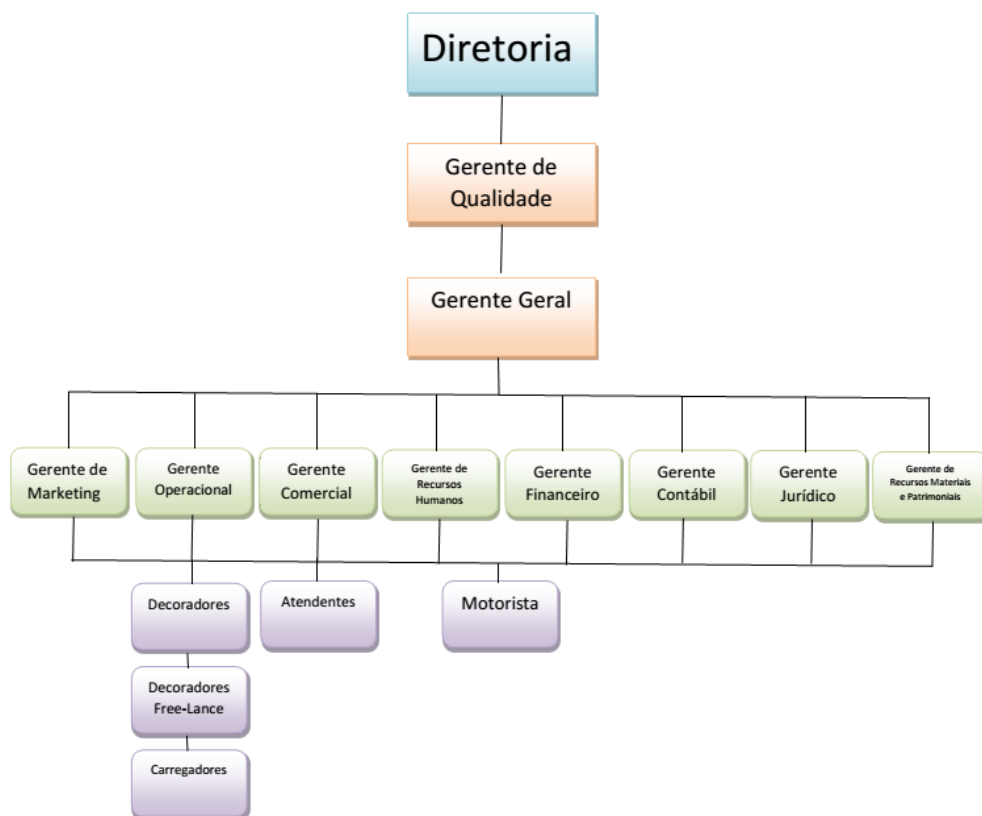 Diretoria
Gerente de
Qualidade
Gerente Geral
Gerente de
Marketing
Gerente
Operacional
Gerente
Comercial
Gerente de
Recursos
Humanos
Gerente
Financeiro
Gerente
Contábil
Gerente
Jurídico
Gerente de
Recursos Materiais
e Patrimoniais
Decoradores
Atendentes
Motorista
Decoradores
Free-Lance
Carregadores